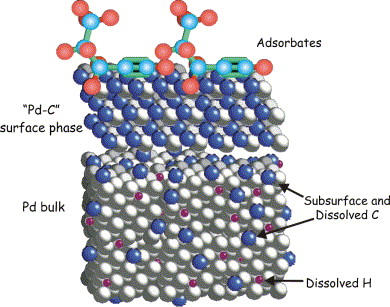 Adsorbates
"Pd-C"
surface phase
Pd bulk
Subsurface and
Dissolved C
Dissolved H